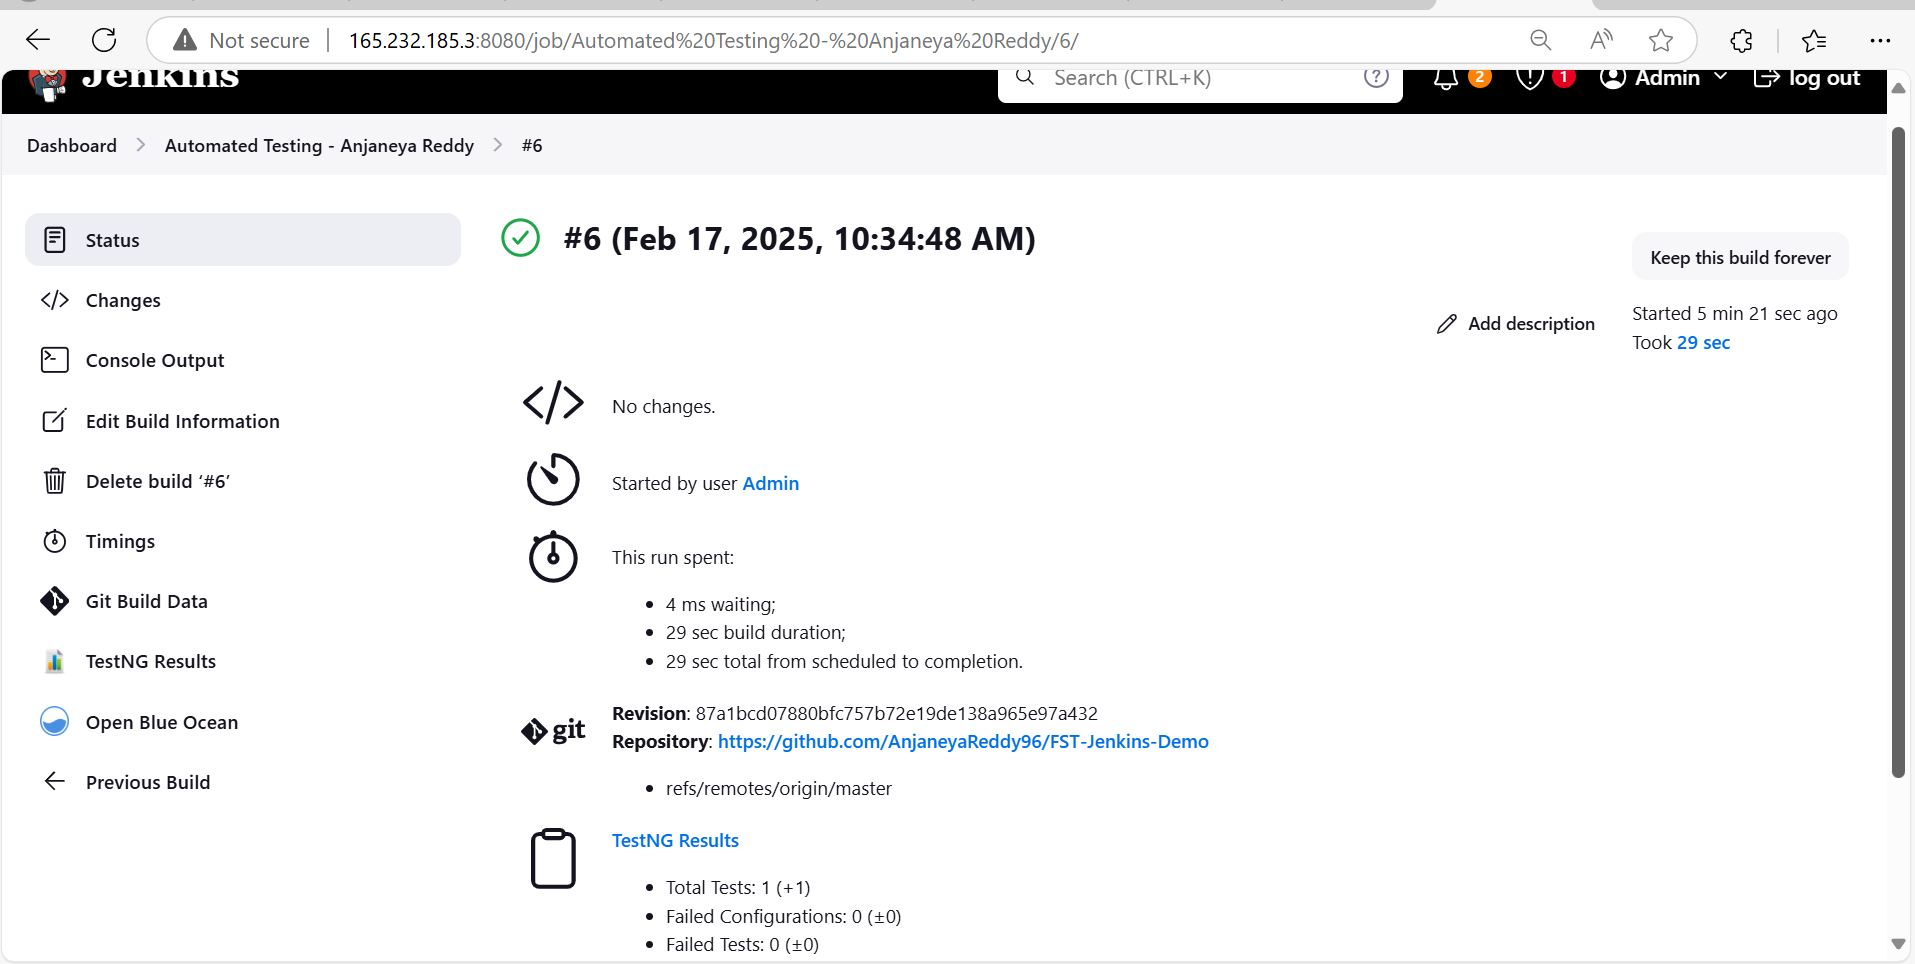 Not secure
165.232.185.3:8080/job/Automated%20Testing%20-%20Anjaneya%20Reddy/6/
Jenkins
Search (CTRL+K)
2
1
Admin
log out
Dashboard
Automated Testing - Anjaneya Reddy
#6
Status
Changes
Console Output
Edit Build Information
Delete build ‘#6’
Timings
Git Build Data
TestNG Results
Open Blue Ocean
Previous Build
#6 (Feb 17, 2025, 10:34:48 AM)
Keep this build forever
Add description
Started 5 min 21 sec ago
Took 29 sec
No changes.
Started by user Admin
This run spent:
4 ms waiting;
29 sec build duration;
29 sec total from scheduled to completion.
git
Revision: 87a1bcd07880bfc757b72e19de138a965e97a432
Repository: https://github.com/AnjaneyaReddy96/FST-Jenkins-Demo
refs/remotes/origin/master
TestNG Results
Total Tests: 1 (+1)
Failed Configurations: 0 (±0)
Failed Tests: 0 (±0)